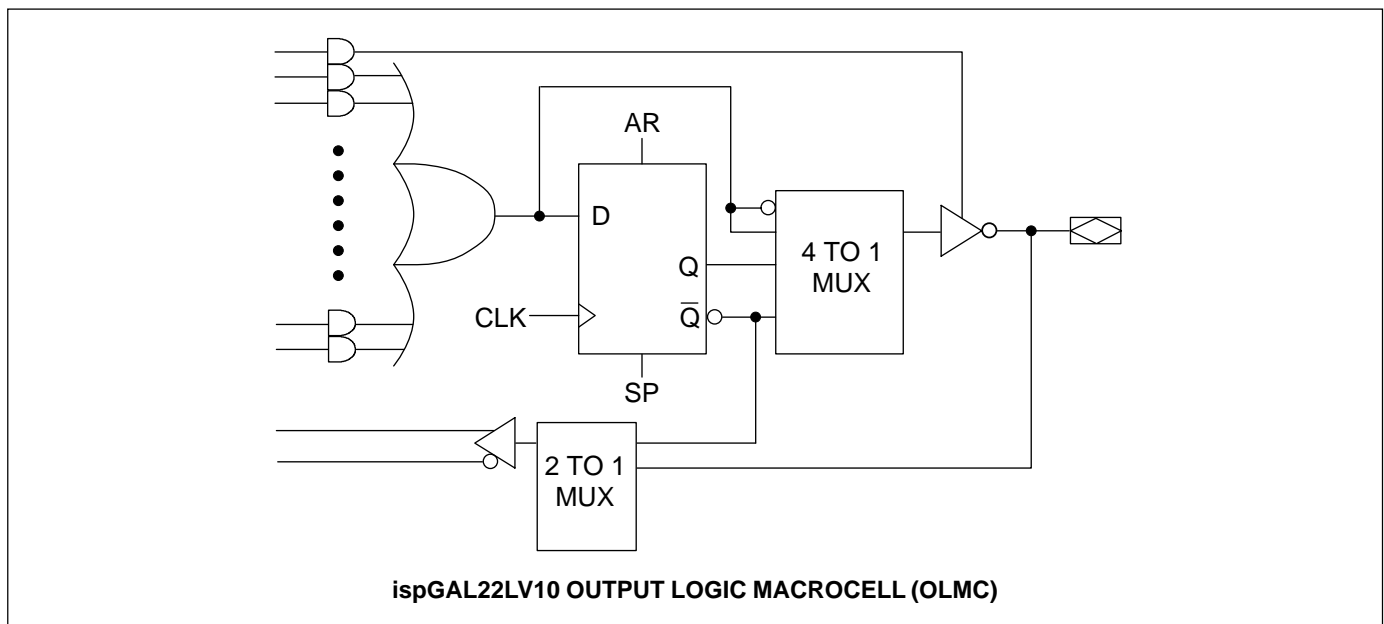 AR
D
4 TO 1
MUX
Q
CLK
Q̅
SP
2 TO 1
MUX
ispGAL22LV10 OUTPUT LOGIC MACROCELL (OLMC)